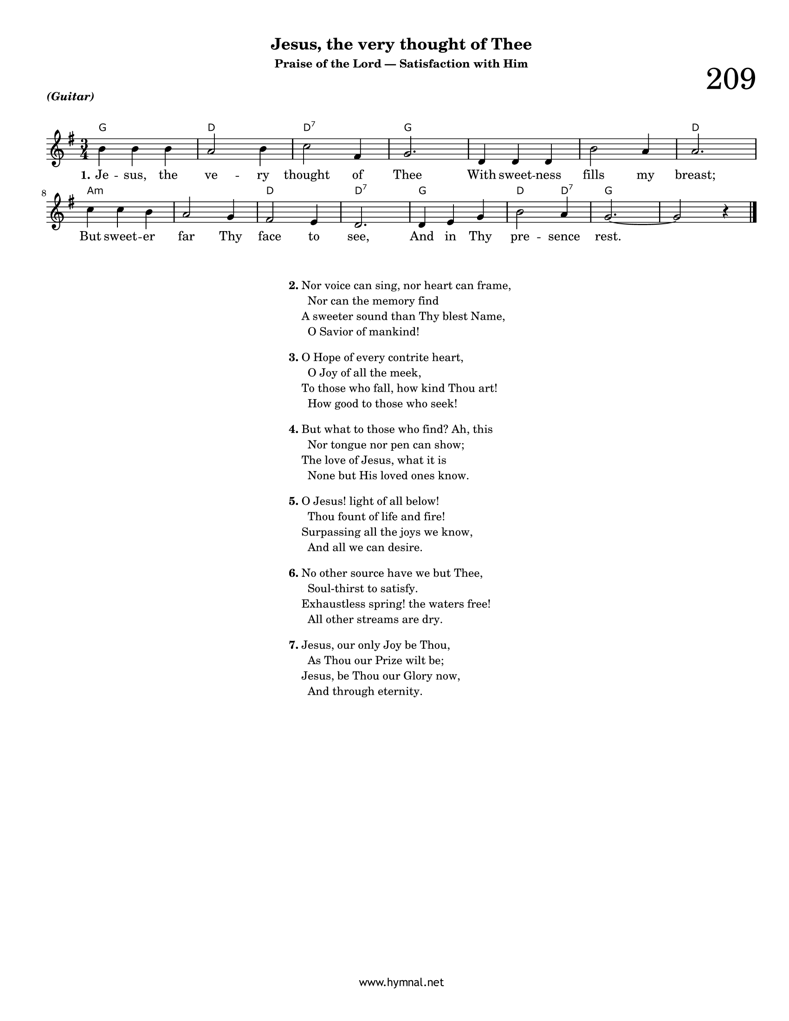 Jesus, the very thought of Thee
Praise of the Lord — Satisfaction with Him
209
(Guitar)
G D D7 G D
3
4
1. Je - sus, the ve - ry thought of Thee With sweet-ness fills my breast;
8 Am D D7 G D D7 G
But sweet-er far Thy face to see, And in Thy pre - sence rest.
2. Nor voice can sing, nor heart can frame,
Nor can the memory find
A sweeter sound than Thy blest Name,
O Savior of mankind!
3. O Hope of every contrite heart,
O Joy of all the meek,
To those who fall, how kind Thou art!
How good to those who seek!
4. But what to those who find? Ah, this
Nor tongue nor pen can show;
The love of Jesus, what it is
None but His loved ones know.
5. O Jesus! light of all below!
Thou fount of life and fire!
Surpassing all the joys we know,
And all we can desire.
6. No other source have we but Thee,
Soul-thirst to satisfy.
Exhaustless spring! the waters free!
All other streams are dry.
7. Jesus, our only Joy be Thou,
As Thou our Prize wilt be;
Jesus, be Thou our Glory now,
And through eternity.
www.hymnal.net